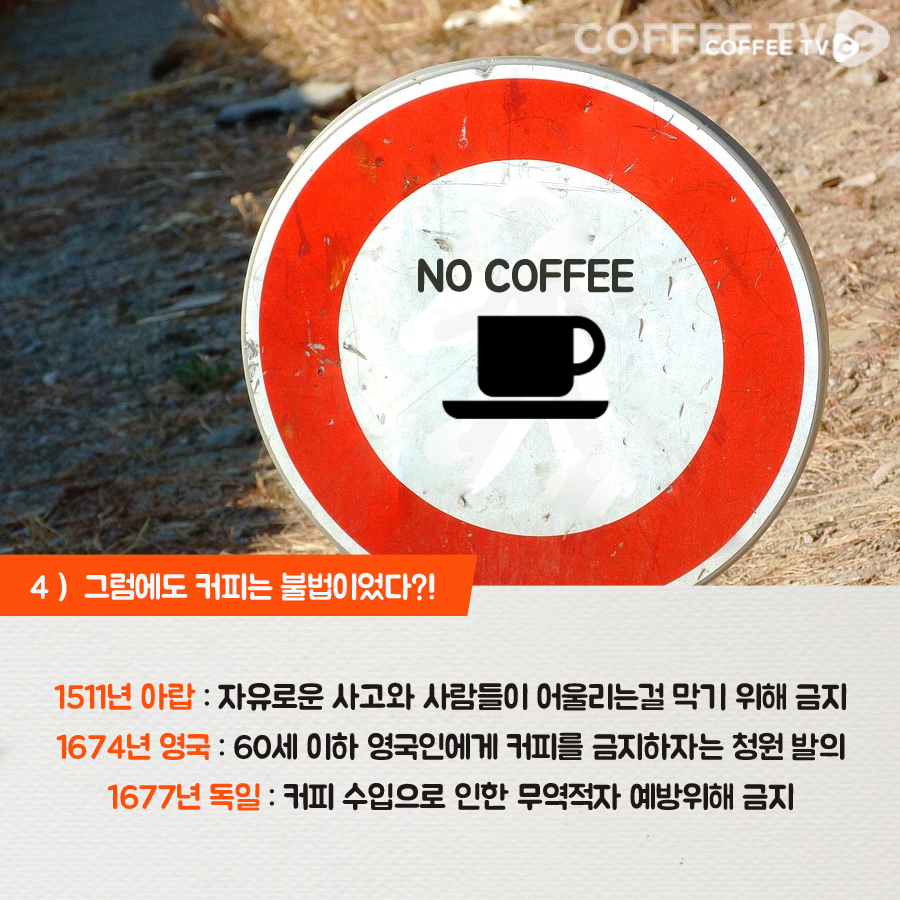 COFFEE TV
COFFEE TV
NO COFFEE
4 ) 그럼에도 커피는 불법이었다?!
1511년 아랍 : 자유로운 사고와 사람들이 어울리는걸 막기 위해 금지
1674년 영국 : 60세 이하 영국인에게 커피를 금지하자는 청원 발의
1677년 독일 : 커피 수입으로 인한 무역적자 예방위해 금지